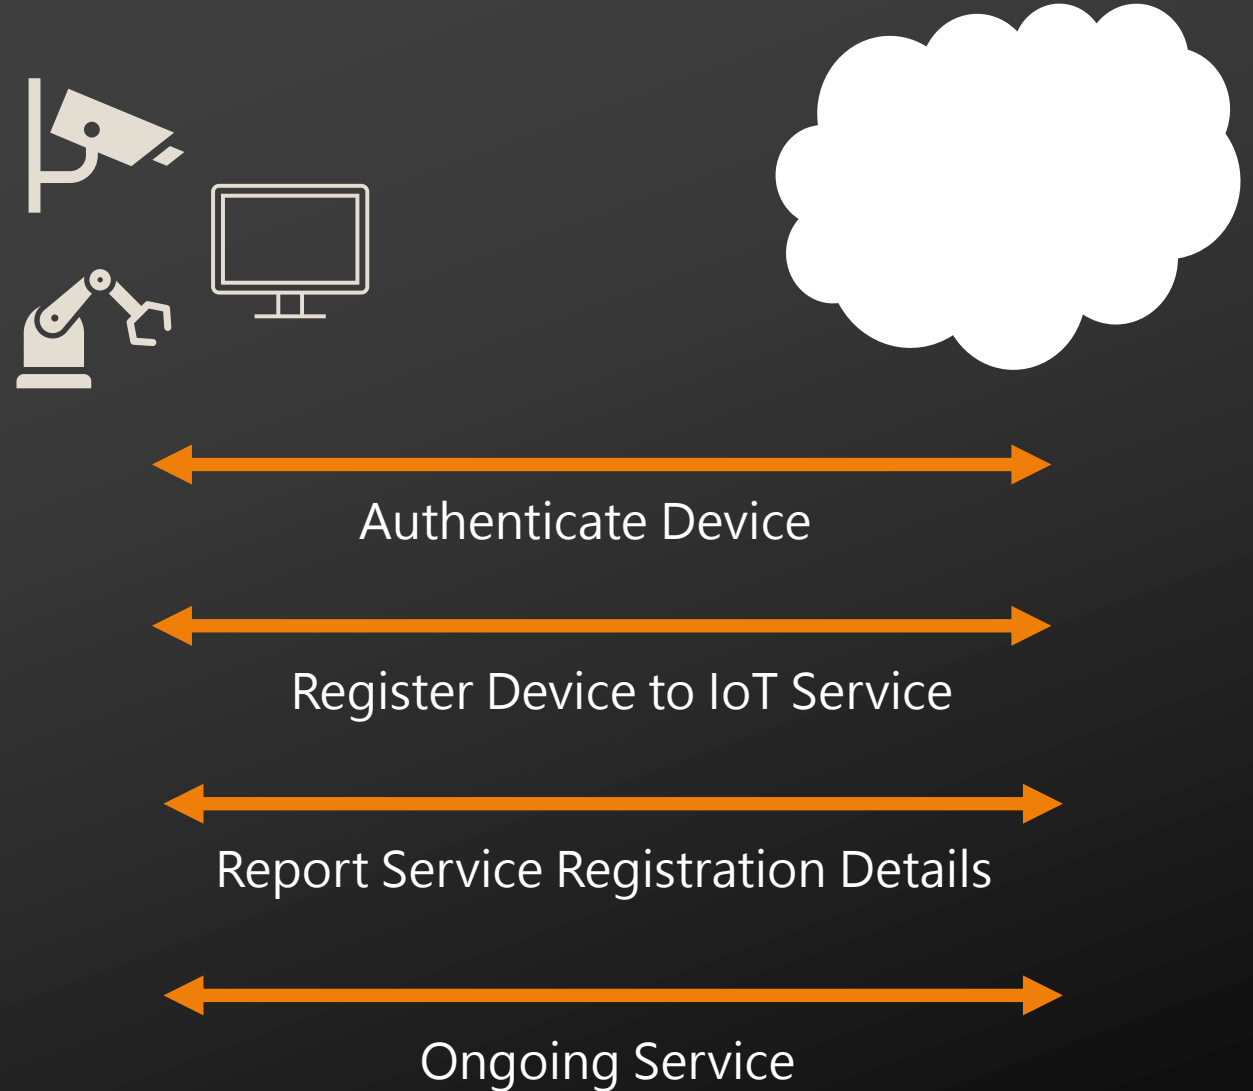 Authenticate Device
Register Device to IoT Service
Report Service Registration Details
Ongoing Service